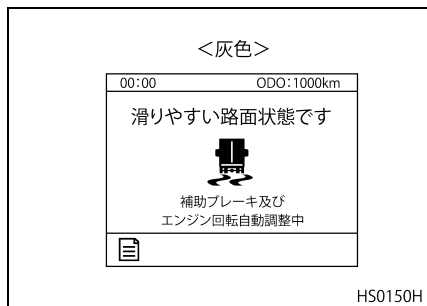 ＜灰色＞
00:00 ODO:1000km
滑りやすい路面状態です
補助ブレーキ及び
エンジン回転自動調整中
HS0150H